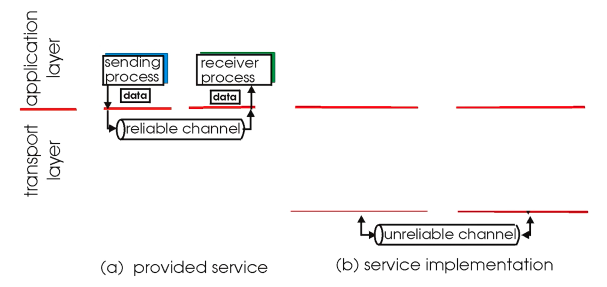 application
layer
transport
layer
sending
process
data
receiver
process
data
reliable channel
unreliable channel
(a) provided service
(b) service implementation